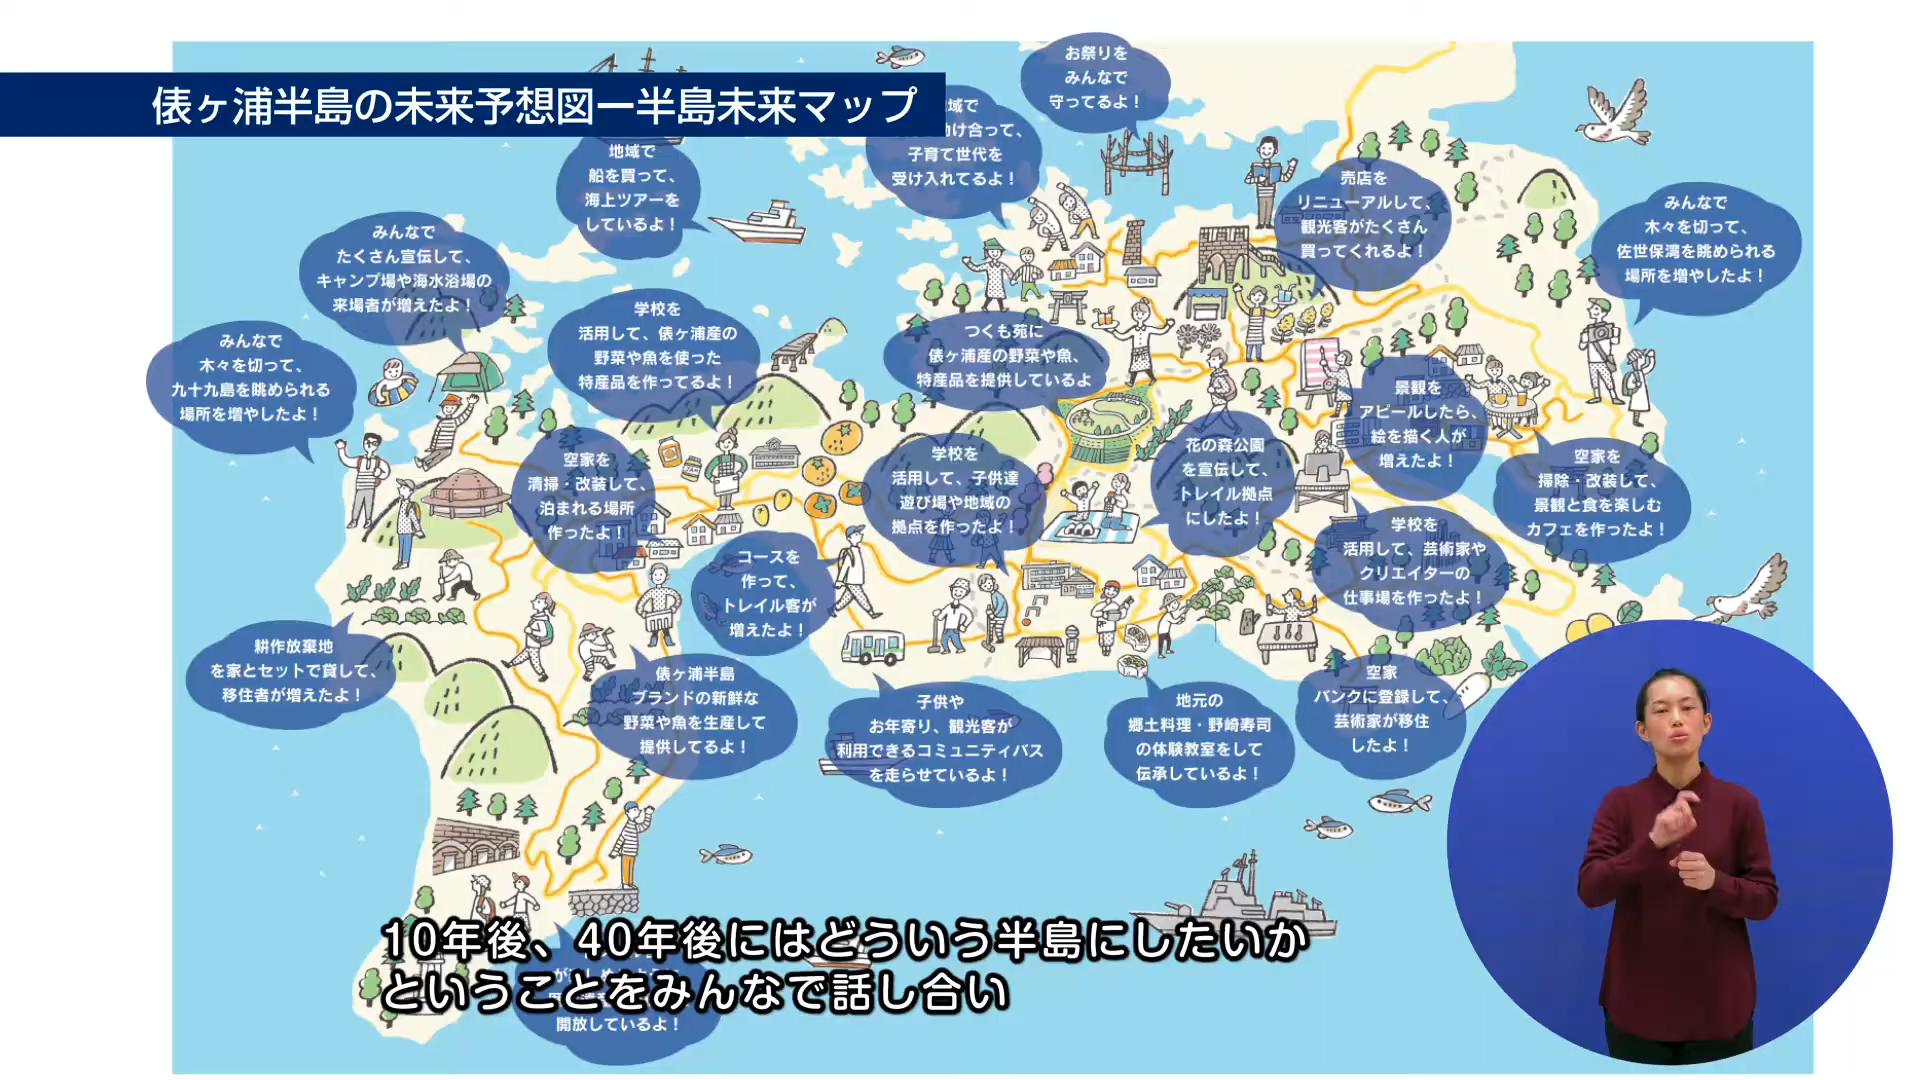 俵ヶ浦半島の未来予想図ー半島未来マップ
お祭りを
みんなで
守ってるよ！
域で
け合って、
子育て世代を
受け入れてるよ！
地域で
船を買って、
海上ツアーを
しているよ！
売店を
リニューアルして、
観光客がたくさん
買ってくれるよ！
みんなで
木々を切って、
佐世保湾を眺められる
場所を増やしたよ！
みんなで
たくさん宣伝して、
キャンプ場や海水浴場の
来場者が増えたよ！
学校を
活用して、俵ヶ浦産の
野菜や魚を使った
特産品を作ってるよ！
つくも苑に
俵ヶ浦産の野菜や魚、
特産品を提供しているよ
みんなで
木々を切って、
九十九島を眺められる
場所を増やしたよ！
景観を
アピールしたら、
絵を描く人が
増えたよ！
空家を
清掃・改装して、
泊まれる場所
作ったよ！
学校を
活用して、子供達
遊び場や地域の
拠点を作ったよ！
花の森公園
を宣伝して、
トレイル拠点
にしたよ！
空家を
掃除・改装して、
景観と食を楽しむ
カフェを作ったよ！
コースを
作って、
トレイル客が
増えたよ！
学校を
活用して、芸術家や
クリエイターの
仕事場を作ったよ！
耕作放棄地
を家とセットで貸して、
移住者が増えたよ！
俵ヶ浦半島
ブランドの新鮮な
野菜や魚を生産して
提供してるよ！
子供や
お年寄り、観光客が
利用できるコミュニティバス
を走らせているよ！
地元の
郷土料理・野崎寿司
の体験教室をして
伝承しているよ！
空家
バンクに登録して、
芸術家が移住
したよ！
JAM
開放しているよ！
10年後、40年後にはどういう半島にしたいか
ということをみんなで話し合い